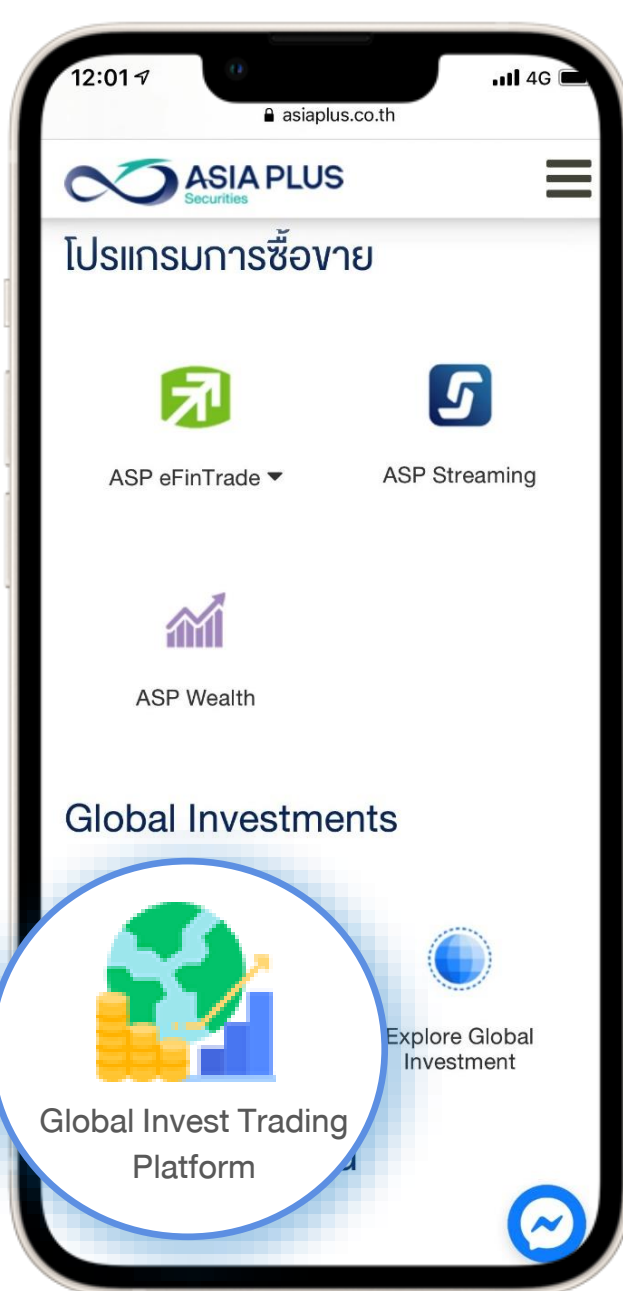 12:01
4G
asiaplus.co.th
ASIA PLUS
Securities
โปรแกรมการซื้อขาย
ASP eFinTrade
ASP Streaming
ASP Wealth
Global Investments
Global Invest Trading
Platform
Explore Global
Investment